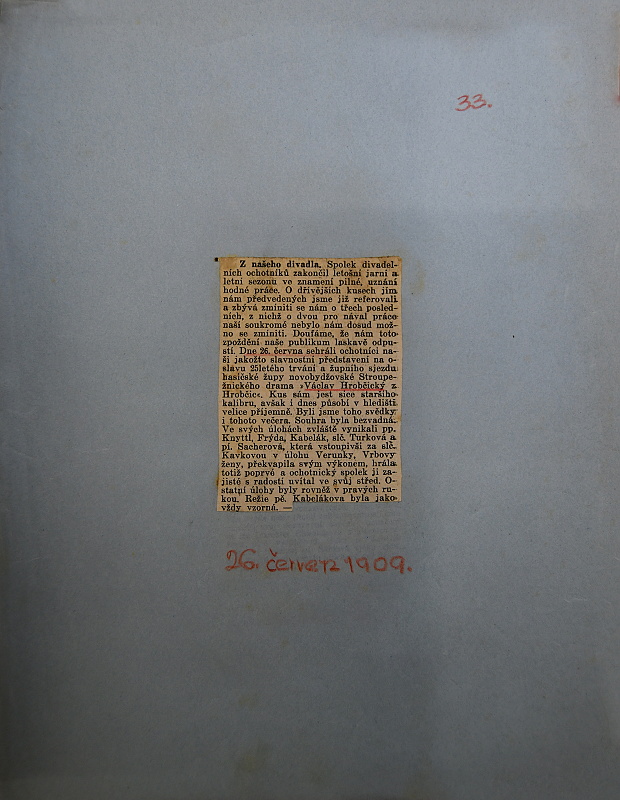 33.
Z našeho divadla. Spolek divadel-
ních ochotníků zakončil letošní jarní a
letní sezonu ve znamení pilné, uznání
hodné práce. O dřívějších kusech jim
nám předvedených jsme již referovali
a zbývá zmíniti se nám o třech posled-
ních, z nichž o dvou pro nával práce
naší soukromé nebylo nám dosud mož-
no se zmíniti. Doufáme, že nám toto
zpoždění naše publikum laskavě odpu-
stí. Dne 26. června sehráli ochotníci na-
ši jakožto slavnostní představení na o-
slavu 25letého trvání a župního sjezdu
hasičské župy novobydžovské Stroupe-
žnického drama »Václav Hrobčický z
Hrobčic«. Kus sám jest sice staršího
kalibru, avšak i dnes působí v hledišti
velice příjemně. Byli jsme toho svědky
i tohoto večera. Souhra byla bezvadná.
Ve svých úlohách zvláště vynikali pp.
Knyttl, Frýda, Kabelák, slč. Turková a
pí. Sacherová, která vstoupivši za slč.
Kavkovou v úlohu Verunky, Vrbovy
ženy, překvapila svým výkonem, hrála
totiž poprvé a ochotnický spolek ji za-
jisté s radostí uvítal ve svůj střed. O-
statní úlohy byly rovněž v pravých ru-
kou. Režie pě. Kabelákova byla jako
vždy vzorná. —
26. červen 1909.